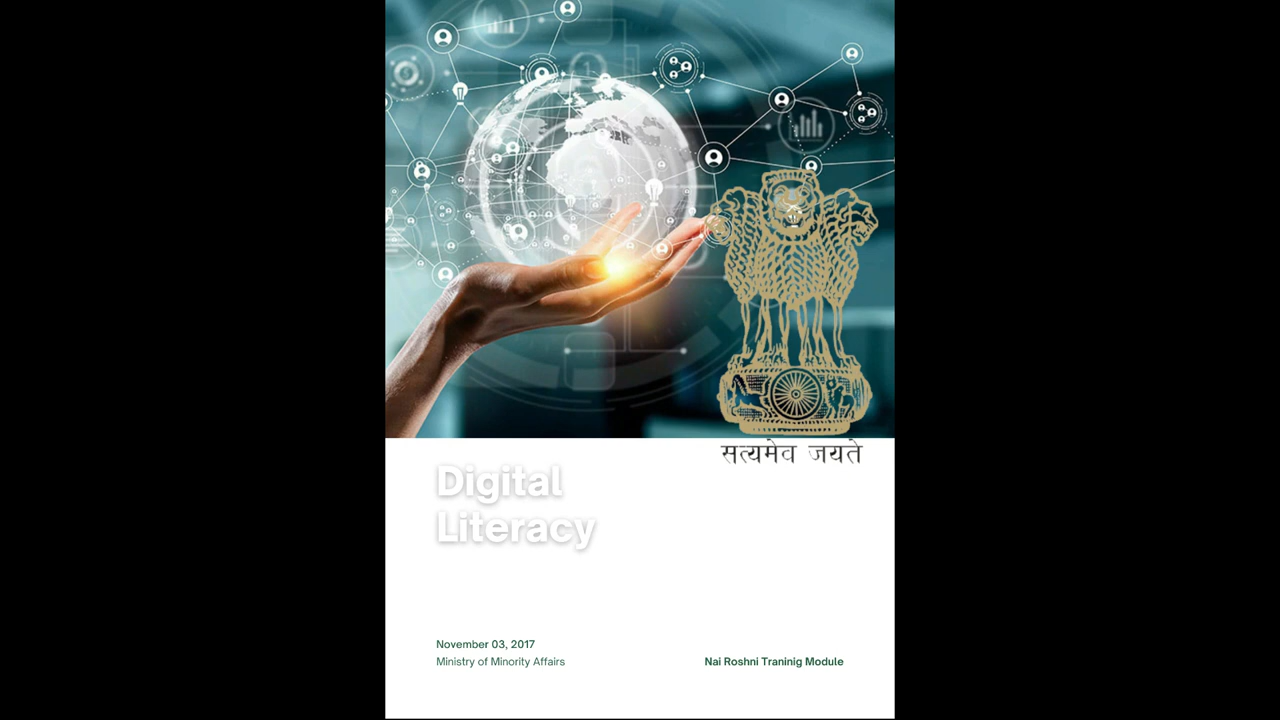 सत्यमेव जयते
Digital
Literacy
November 03, 2017
Ministry of Minority Affairs
Nai Roshni Traninig Module